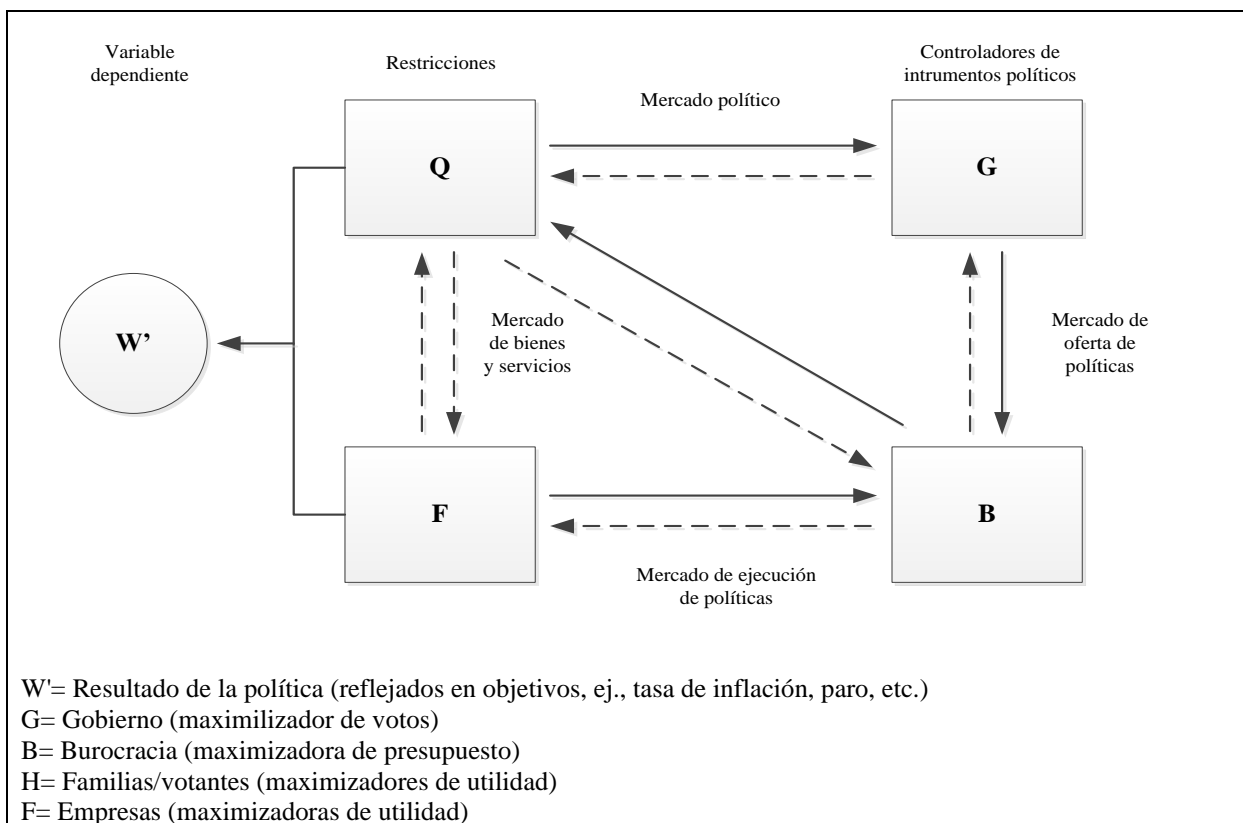 Variable
dependiente
Restricciones
Controladores de
intrumentos políticos
Mercado político
Q
G
W’
Mercado
de bienes
y servicios
Mercado de
oferta de
políticas
F
B
Mercado de ejecución
de políticas
W'= Resultado de la política (reflejados en objetivos, ej., tasa de inflación, paro, etc.)
G= Gobierno (maximilizador de votos)
B= Burocracia (maximizadora de presupuesto)
H= Familias/votantes (maximizadores de utilidad)
F= Empresas (maximizadoras de utilidad)